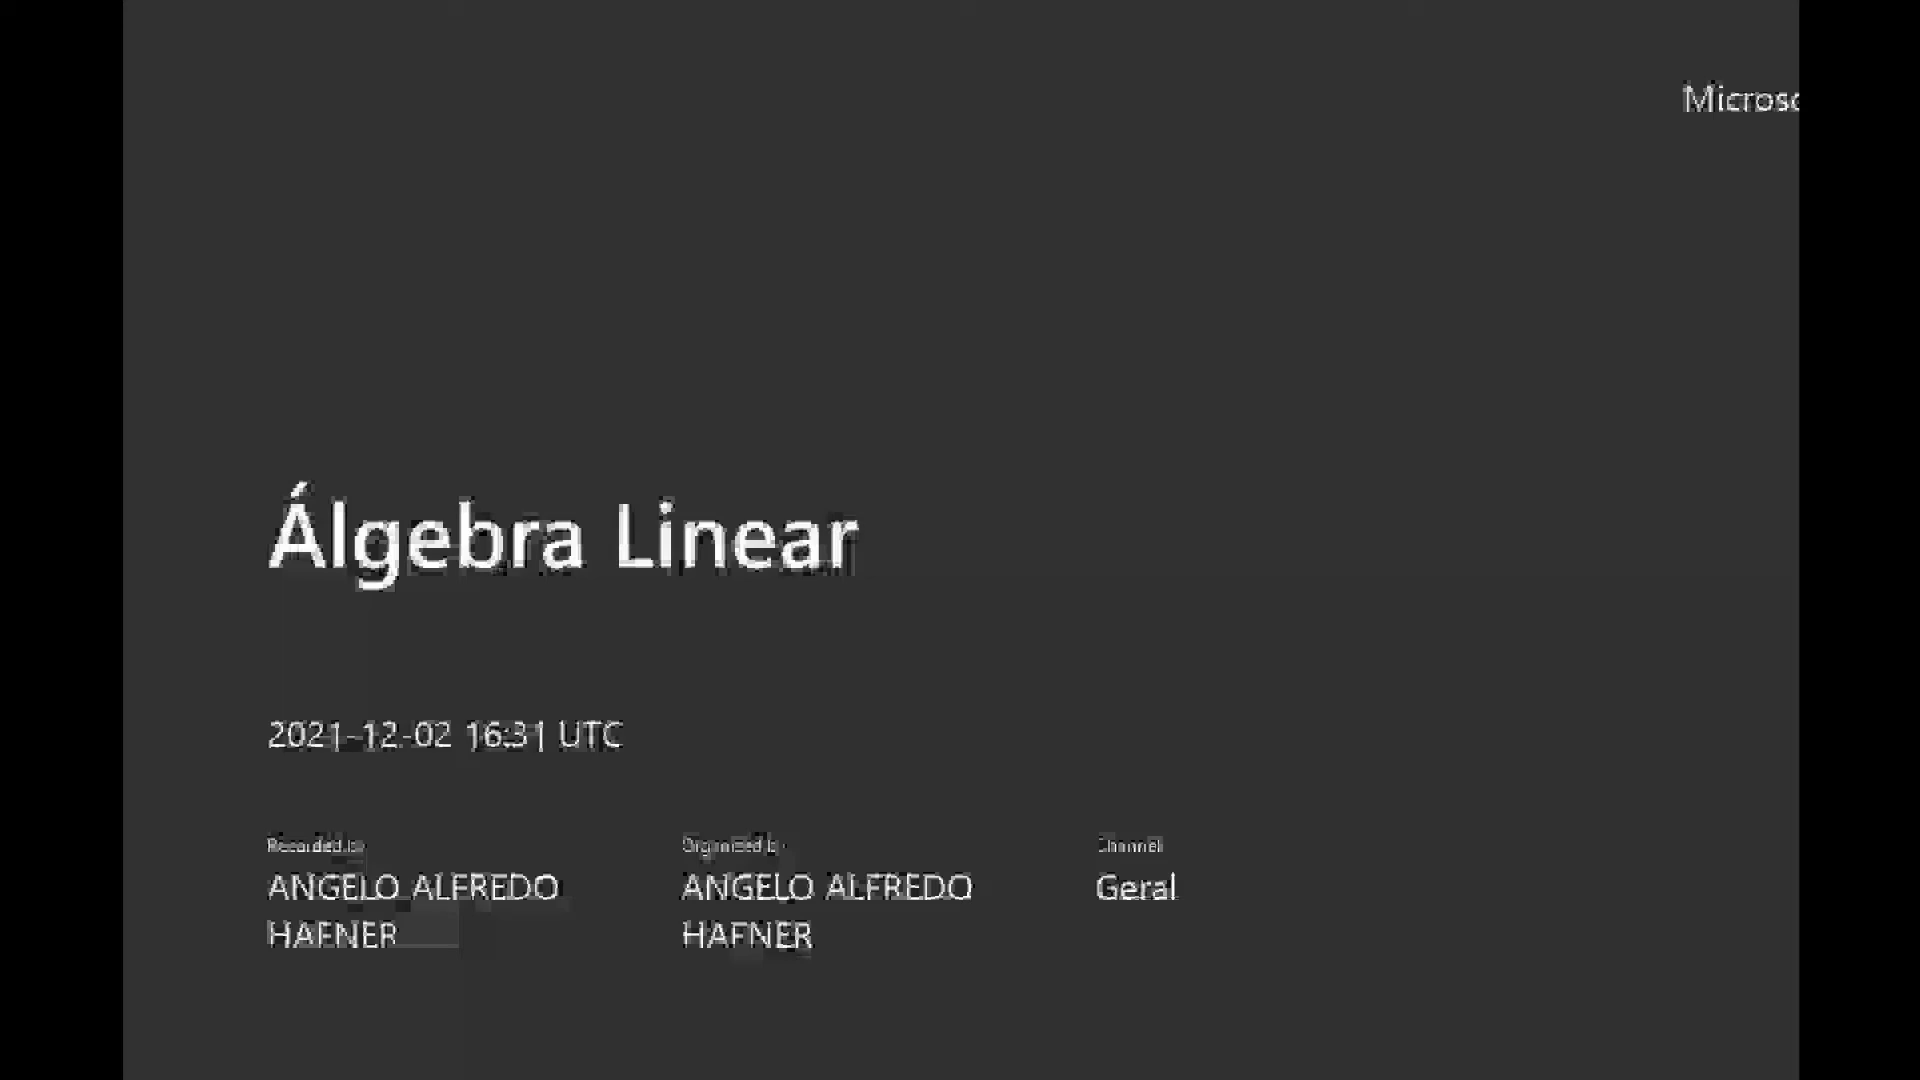 Microso
Álgebra Linear
2021-12-02 16:31 UTC
Recorded by
Organized by
Channel
ANGELO ALFREDO
ANGELO ALFREDO
Geral
HAFNER
HAFNER